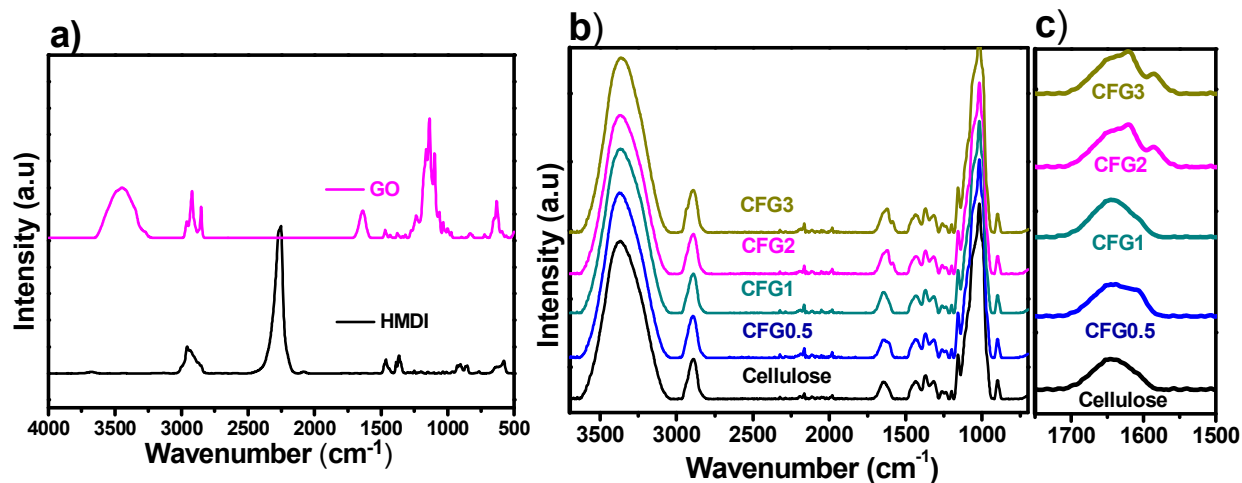 a)
Intensity (a.u)
GO
HMDI
4000 3500 3000 2500 2000 1500 1000 500
Wavenumber (cm-1)
b)
Intensity (a.u)
CFG3
CFG2
CFG1
CFG0.5
Cellulose
3500 3000 2500 2000 1500 1000
Wavenumber (cm-1)
c)
CFG3
CFG2
CFG1
CFG0.5
Cellulose
1700 1600 1500